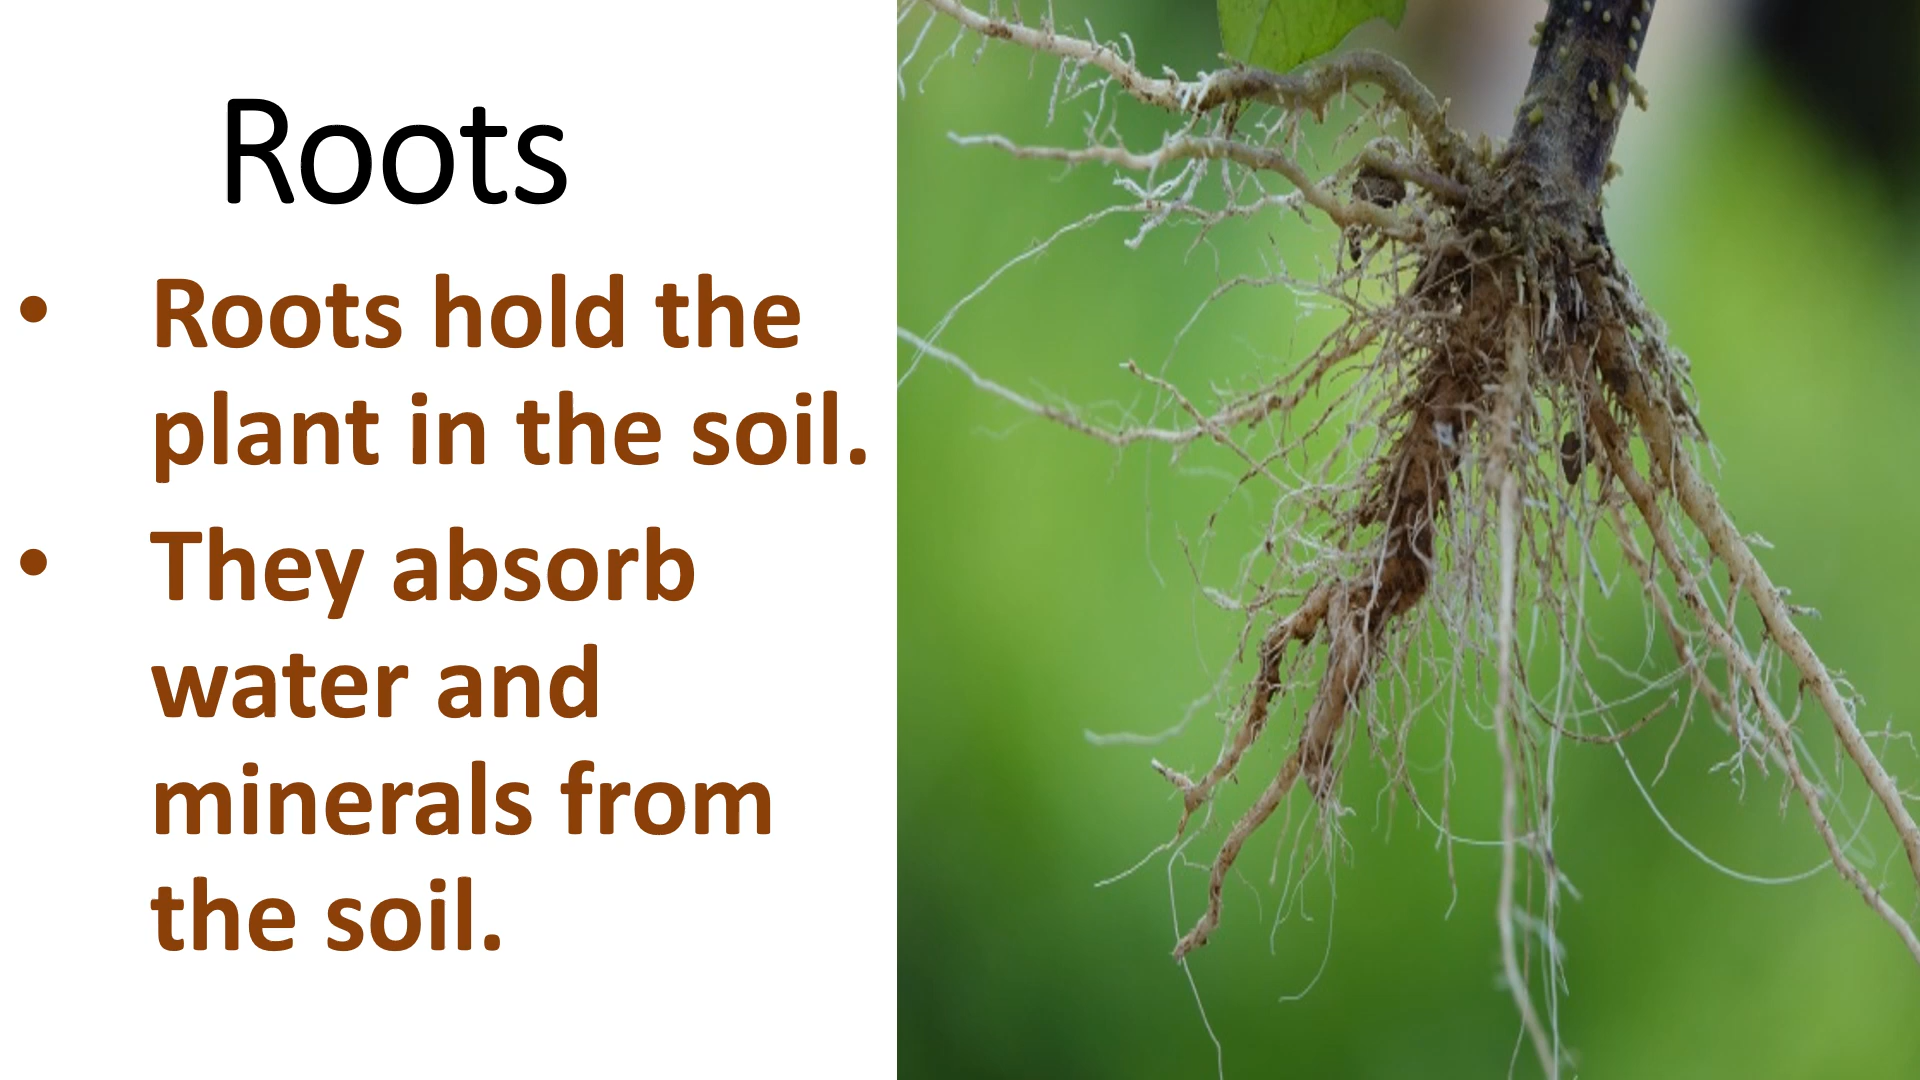 Roots
• Roots hold the
plant in the soil.
• They absorb
water and
minerals from
the soil.